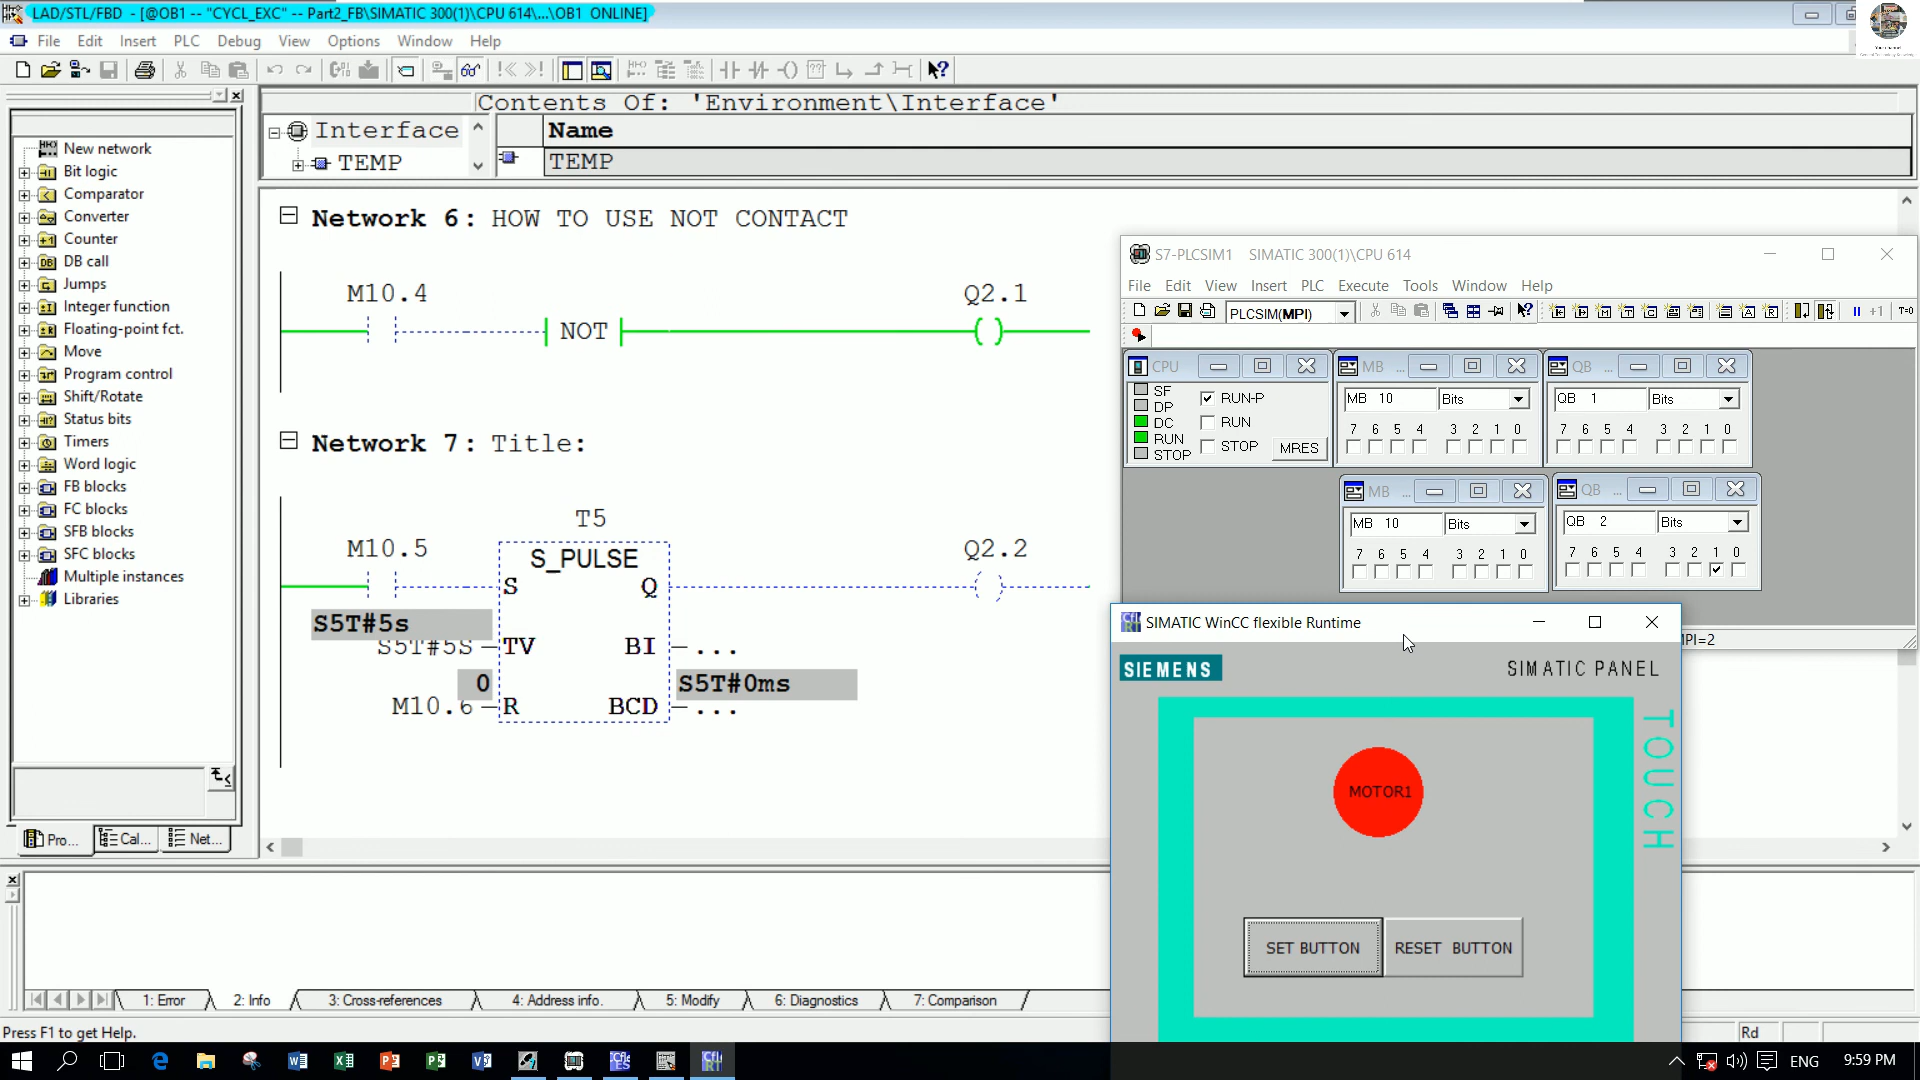 LAD/STL/FBD - [@OB1 -- "CYCL_EXC" -- Part2_FB\SIMATIC 300(1)\CPU 614\...\OB1 ONLINE]
File Edit Insert PLC Debug View Options Window Help
Contents Of: 'Environment\Interface'
Interface
TEMP
Name
TEMP
New network
Bit logic
Comparator
Converter
Counter
DB call
Jumps
Integer function
Floating-point fct.
Move
Program control
Shift/Rotate
Status bits
Timers
Word logic
FB blocks
FC blocks
SFB blocks
SFC blocks
Multiple instances
Libraries
Pro... Cal... Net...
Network 6: HOW TO USE NOT CONTACT
M10.4
NOT
Q2.1
Network 7: Title:
T5
M10.5
S_PULSE
Q2.2
S Q
S5T#5s
S5T#5S TV BI ...
0 S5T#0ms
M10.6 R BCD ...
S7-PLCSIM1 SIMATIC 300(1)\CPU 614
File Edit View Insert PLC Execute Tools Window Help
PLCSIM(MPI)
+1 T=0
CPU
SF
DP
DC
RUN
STOP
RUN-P
RUN
STOP
MRES
MB ...
MB 10 Bits
7 6 5 4 3 2 1 0
QB ...
QB 1 Bits
7 6 5 4 3 2 1 0
MB ...
MB 10 Bits
7 6 5 4 3 2 1 0
QB ...
QB 2 Bits
7 6 5 4 3 2 1 0
MPI=2
SIMATIC WinCC flexible Runtime
SIEMENS
SIMATIC PANEL
TOUCH
MOTOR1
SET BUTTON
RESET BUTTON
1: Error 2: Info 3: Cross-references 4: Address info. 5: Modify 6: Diagnostics 7: Comparison
Press F1 to get Help.
Rd
ENG 9:59 PM